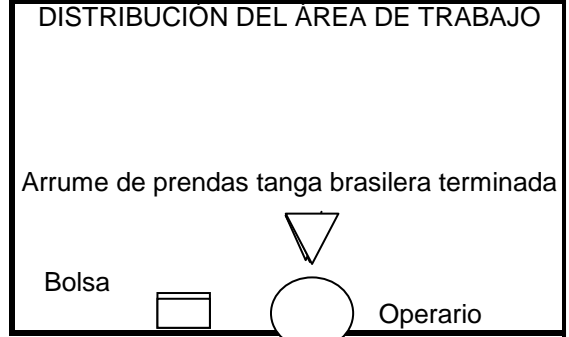 DISTRIBUCIÓN DEL ÁREA DE TRABAJO
Arrume de prendas tanga brasilera terminada
Bolsa
Operario